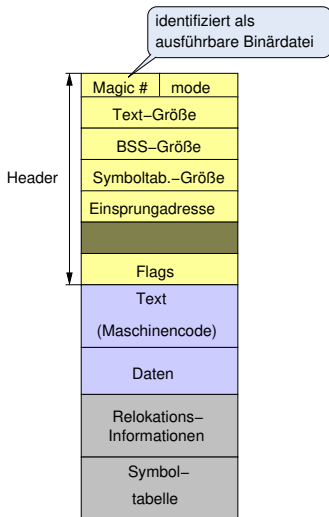 identifiziert als
ausführbare Binärdatei
Magic # mode
Text-Größe
BSS-Größe
Symboltab.-Größe
Header
Einsprungadresse
Flags
Text
(Maschinencode)
Daten
Relokations-
Informationen
Symbol-
tabelle